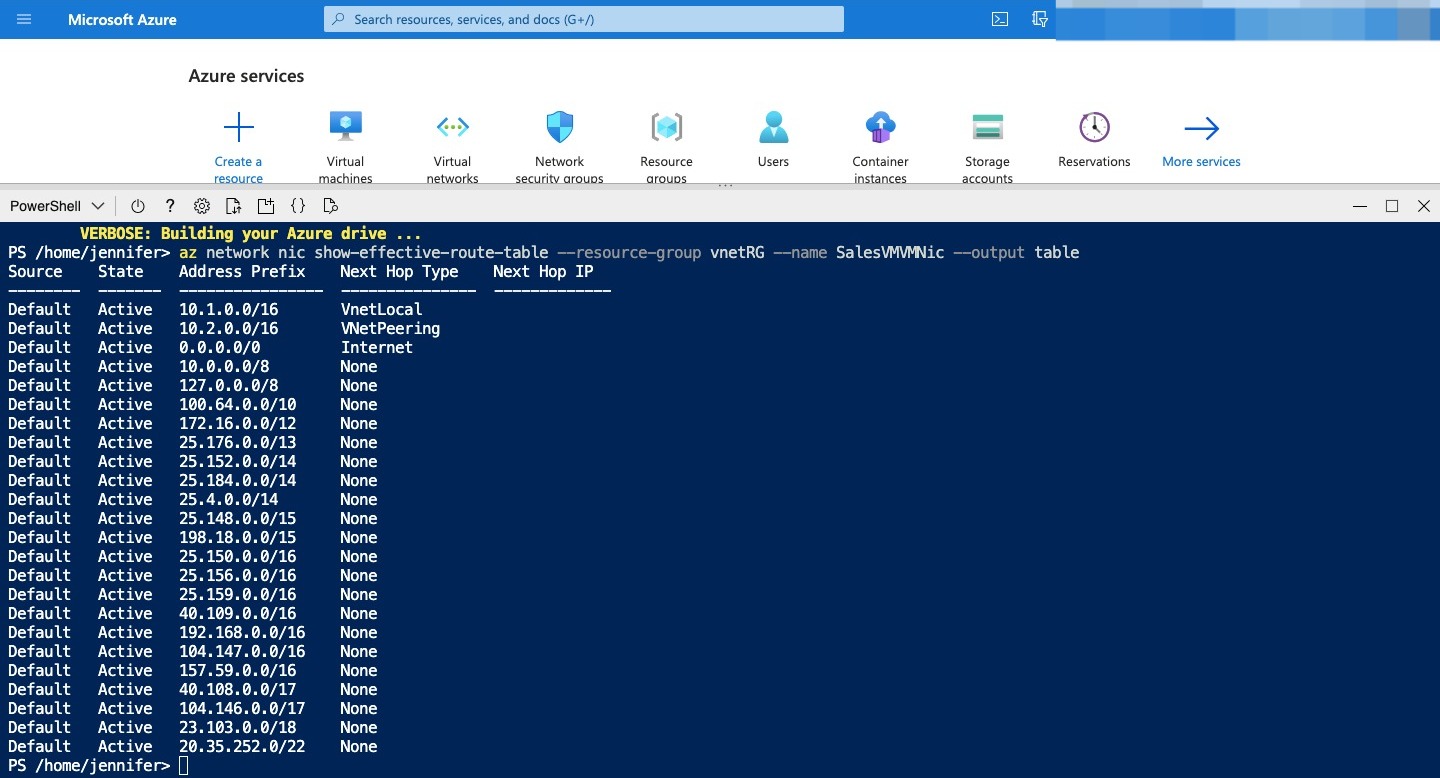 Microsoft Azure
Search resources, services, and docs (G+/)
Azure services
Create a resource
Virtual machines
Virtual networks
Network security groups
Resource groups
Users
Container instances
Storage accounts
Reservations
More services
PowerShell
VERBOSE: Building your Azure drive ...
PS /home/jennifer> az network nic show-effective-route-table --resource-group vnetRG --name SalesVMVMNic --output table
Source State Address Prefix Next Hop Type Next Hop IP
-------- ------- ---------------- --------------- -------------
Default Active 10.1.0.0/16 VnetLocal
Default Active 10.2.0.0/16 VNetPeering
Default Active 0.0.0.0/0 Internet
Default Active 10.0.0.0/8 None
Default Active 127.0.0.0/8 None
Default Active 100.64.0.0/10 None
Default Active 172.16.0.0/12 None
Default Active 25.176.0.0/13 None
Default Active 25.152.0.0/14 None
Default Active 25.184.0.0/14 None
Default Active 25.4.0.0/14 None
Default Active 25.148.0.0/15 None
Default Active 198.18.0.0/15 None
Default Active 25.150.0.0/16 None
Default Active 25.156.0.0/16 None
Default Active 25.159.0.0/16 None
Default Active 40.109.0.0/16 None
Default Active 192.168.0.0/16 None
Default Active 104.147.0.0/16 None
Default Active 157.59.0.0/16 None
Default Active 40.108.0.0/17 None
Default Active 104.146.0.0/17 None
Default Active 23.103.0.0/18 None
Default Active 20.35.252.0/22 None
PS /home/jennifer>